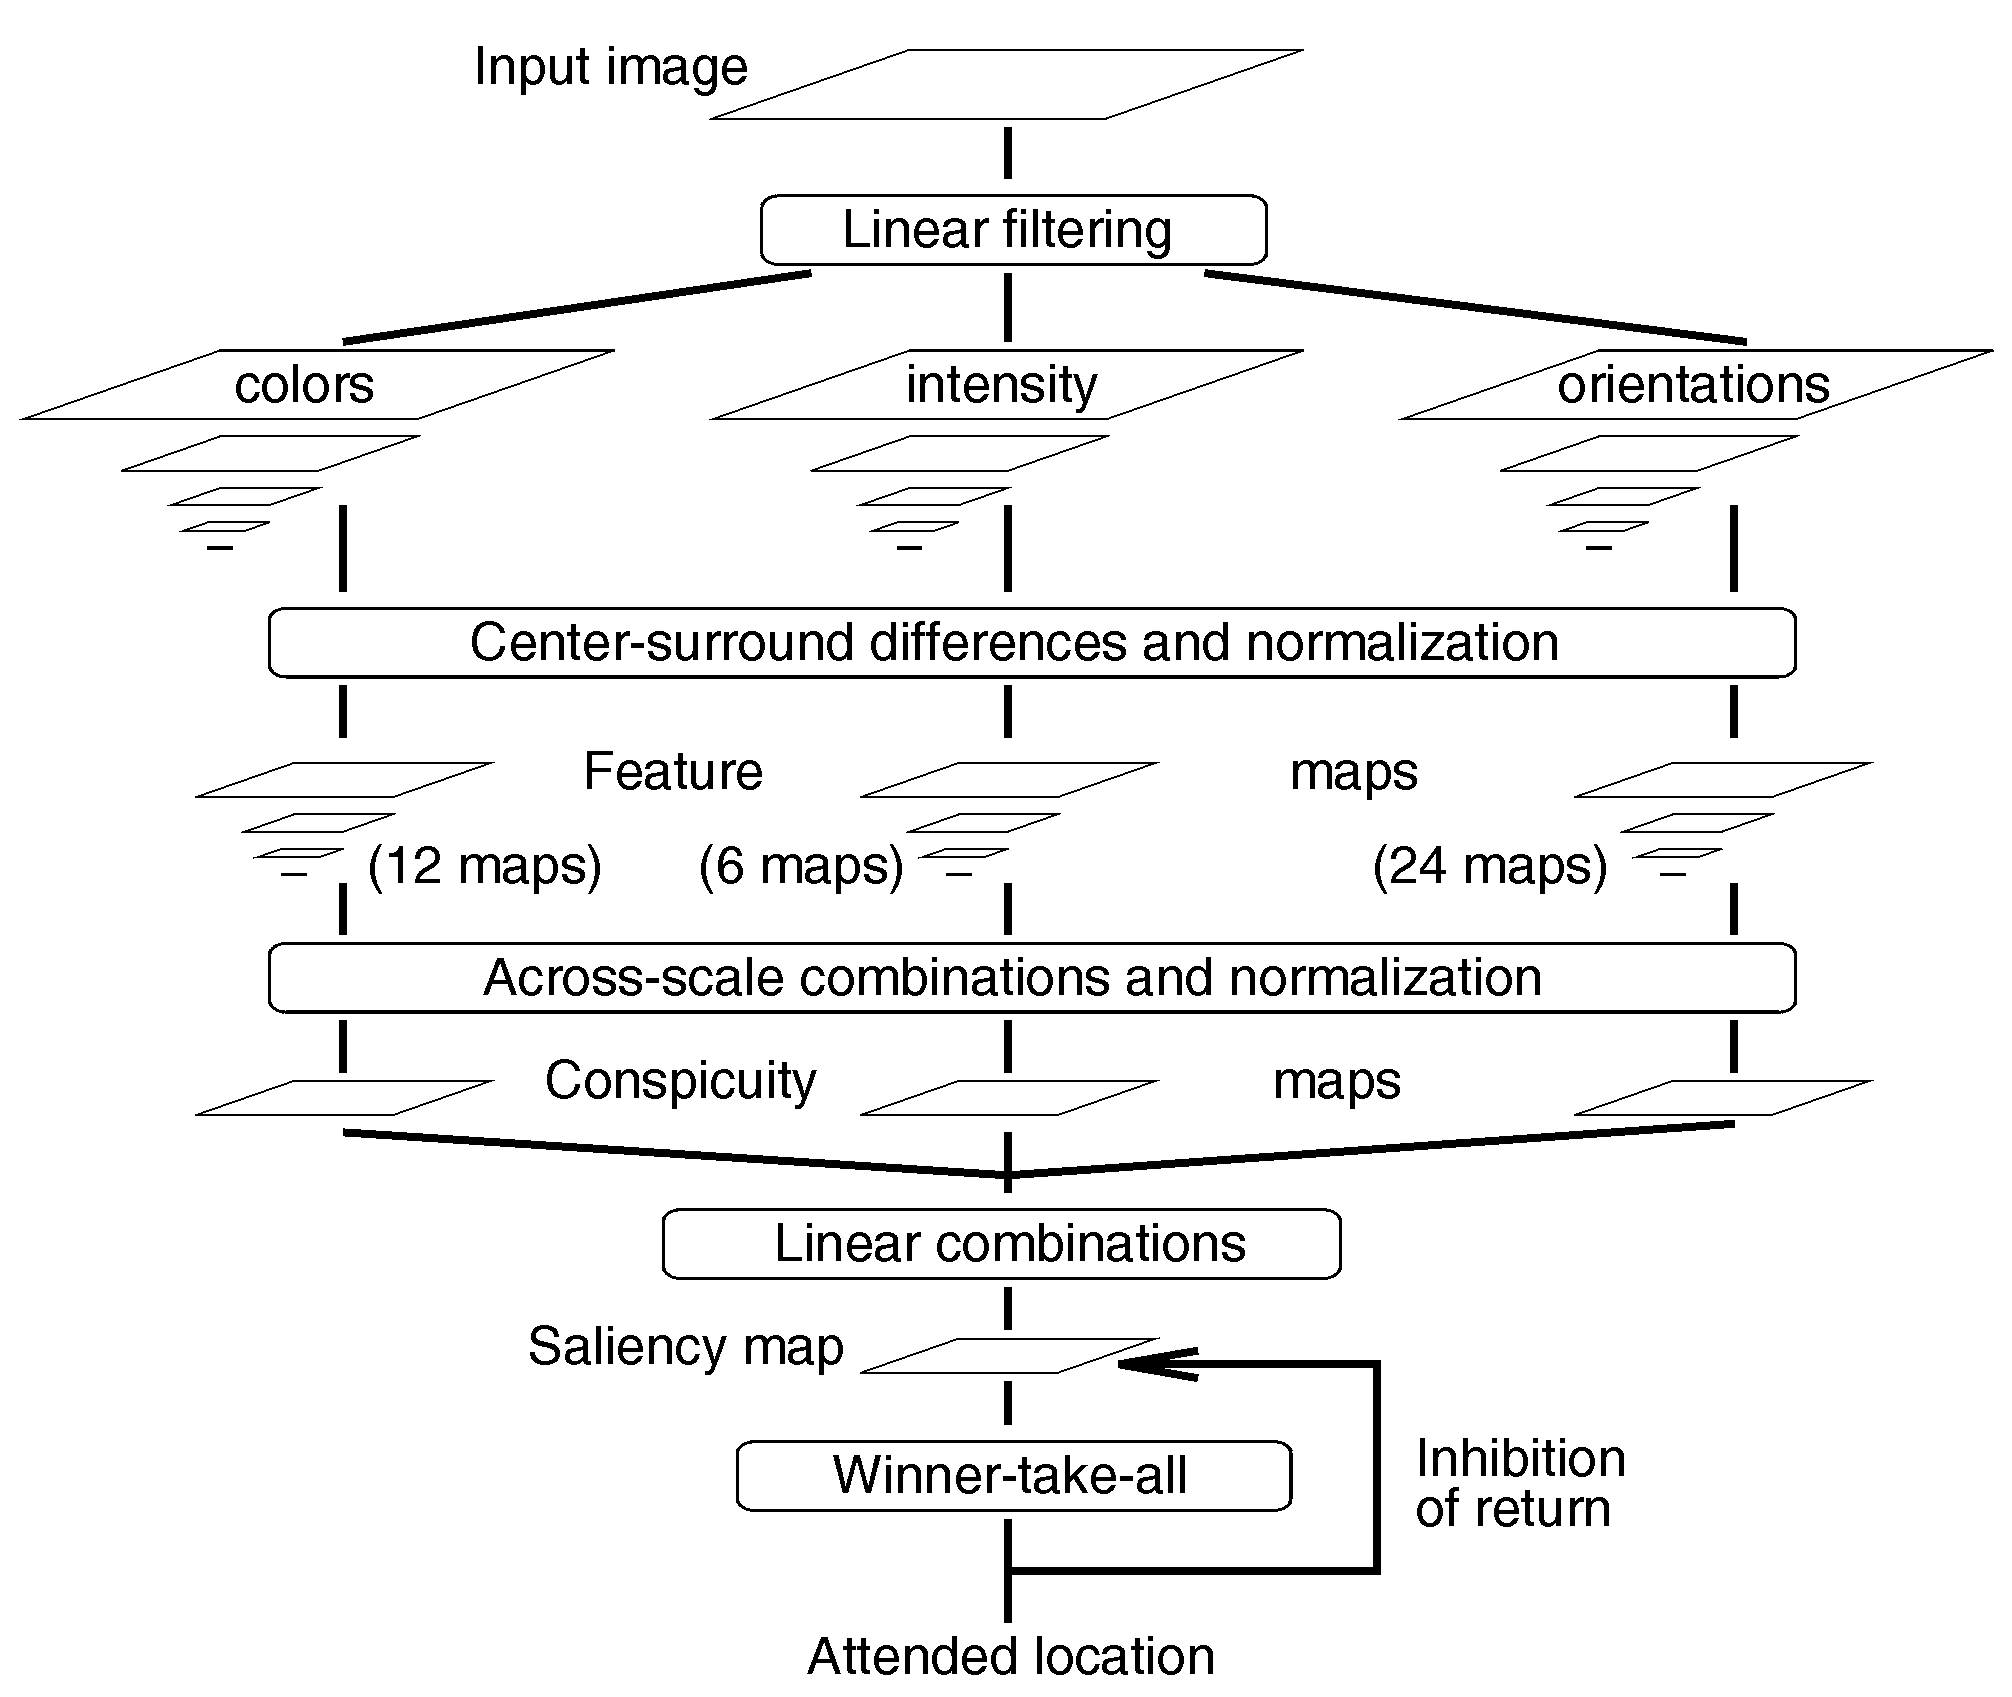 Input image
Linear filtering
colors intensity orientations
Center-surround differences and normalization
Feature maps
(12 maps) (6 maps) (24 maps)
Across-scale combinations and normalization
Conspicuity maps
Linear combinations
Saliency map
Winner-take-all
Inhibition
of return
Attended location